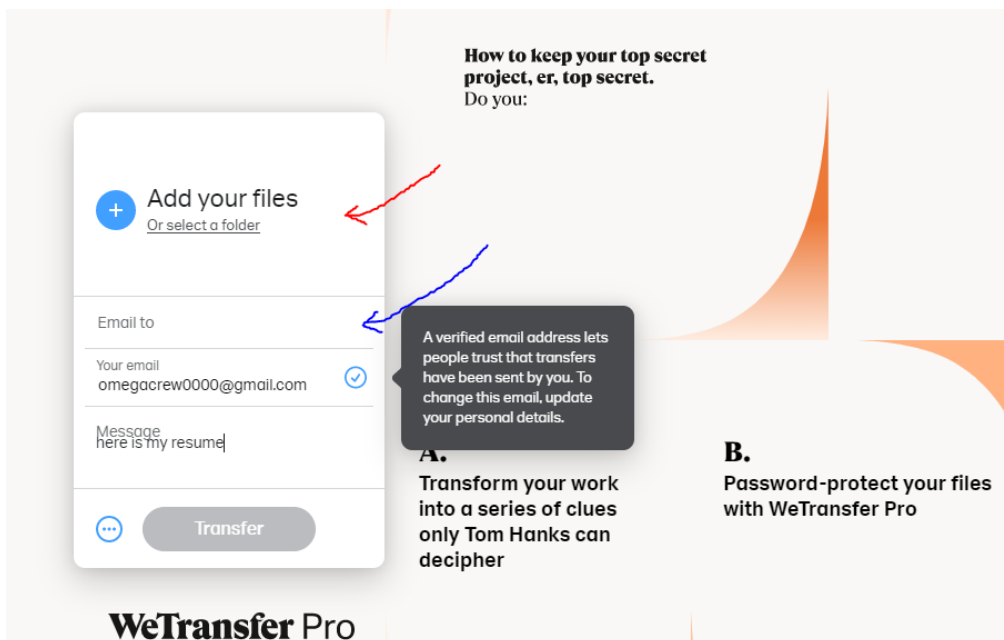 How to keep your top secret
project, er, top secret.
Do you:
Add your files
Or select a folder
Email to
Your email
omegacrew0000@gmail.com
Message
here is my resume
Transfer
A verified email address lets
people trust that transfers
have been sent by you. To
change this email, update
your personal details.
A.
Transform your work
into a series of clues
only Tom Hanks can
decipher
B.
Password-protect your files
with WeTransfer Pro
WeTransfer Pro